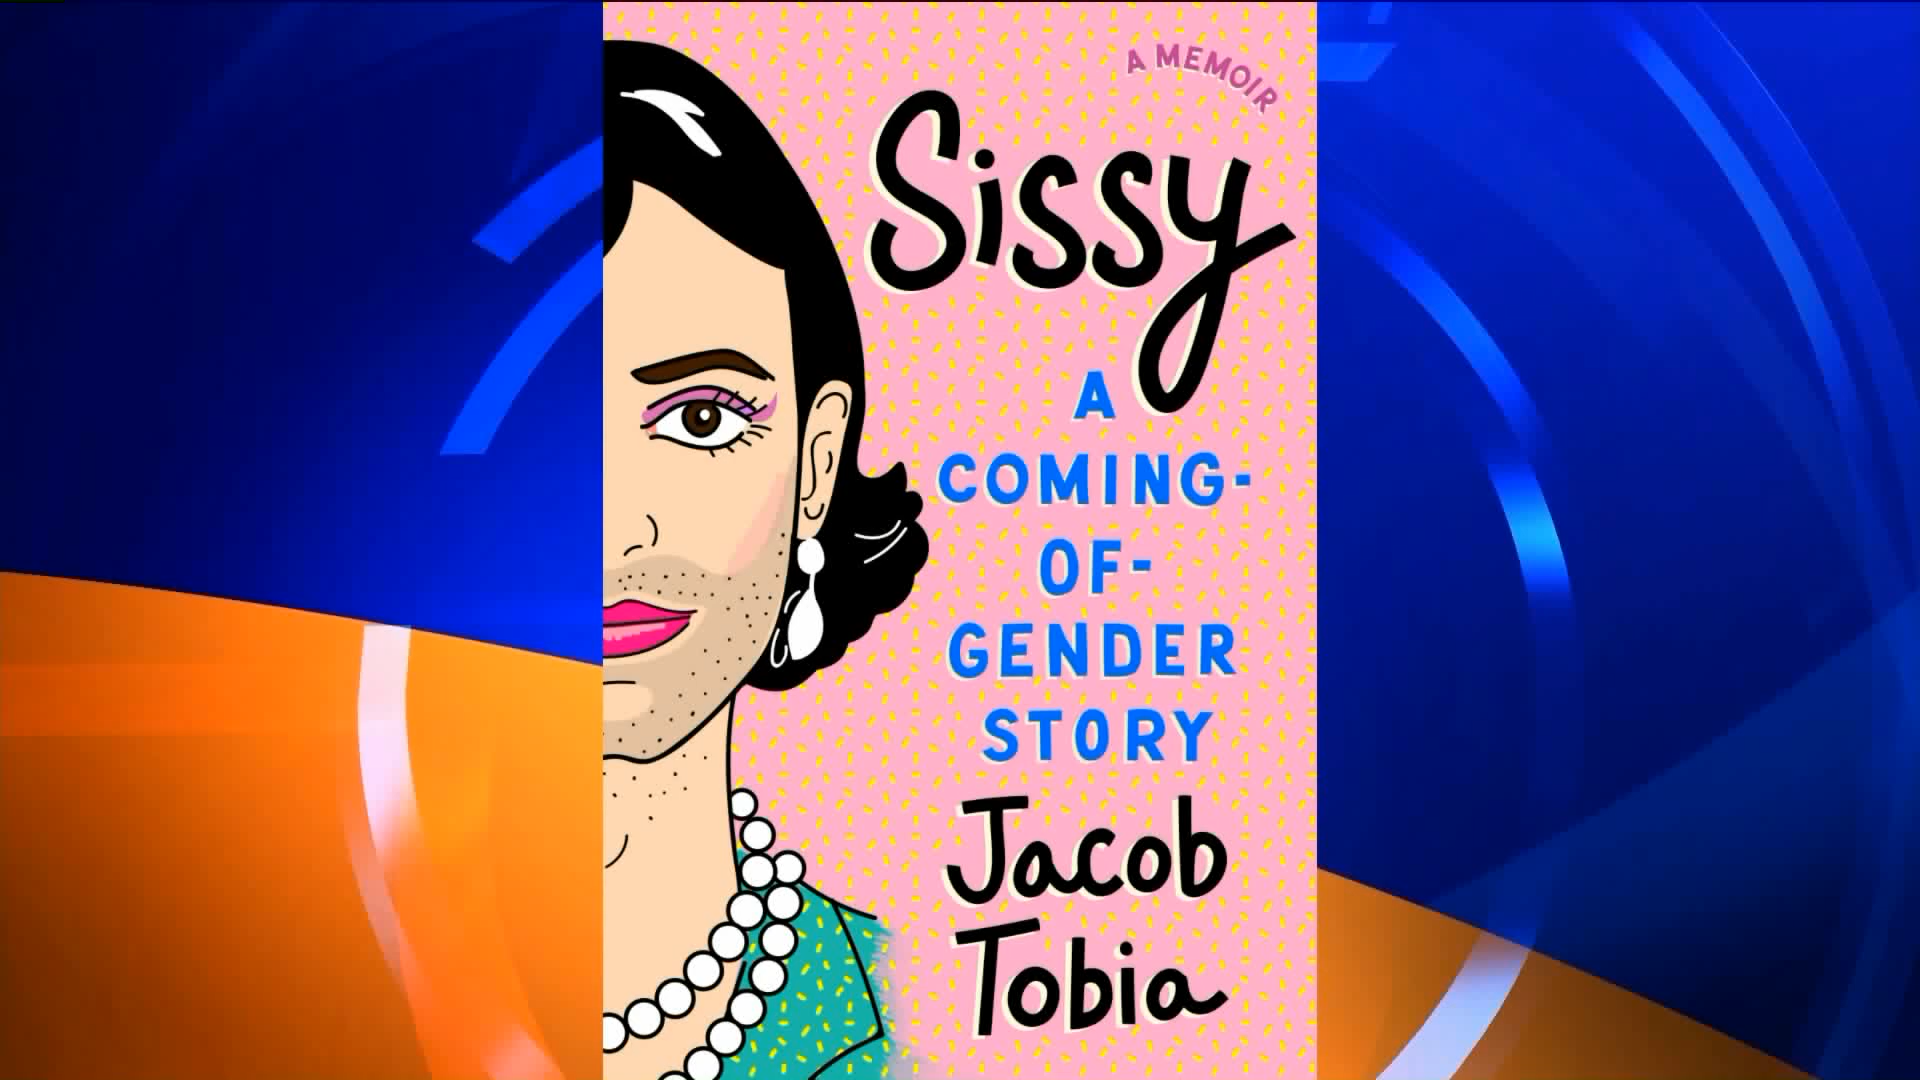 A MEMOIR
Sissy
A
COMING-
OF-
GENDER
STORY
Jacob
Tobia